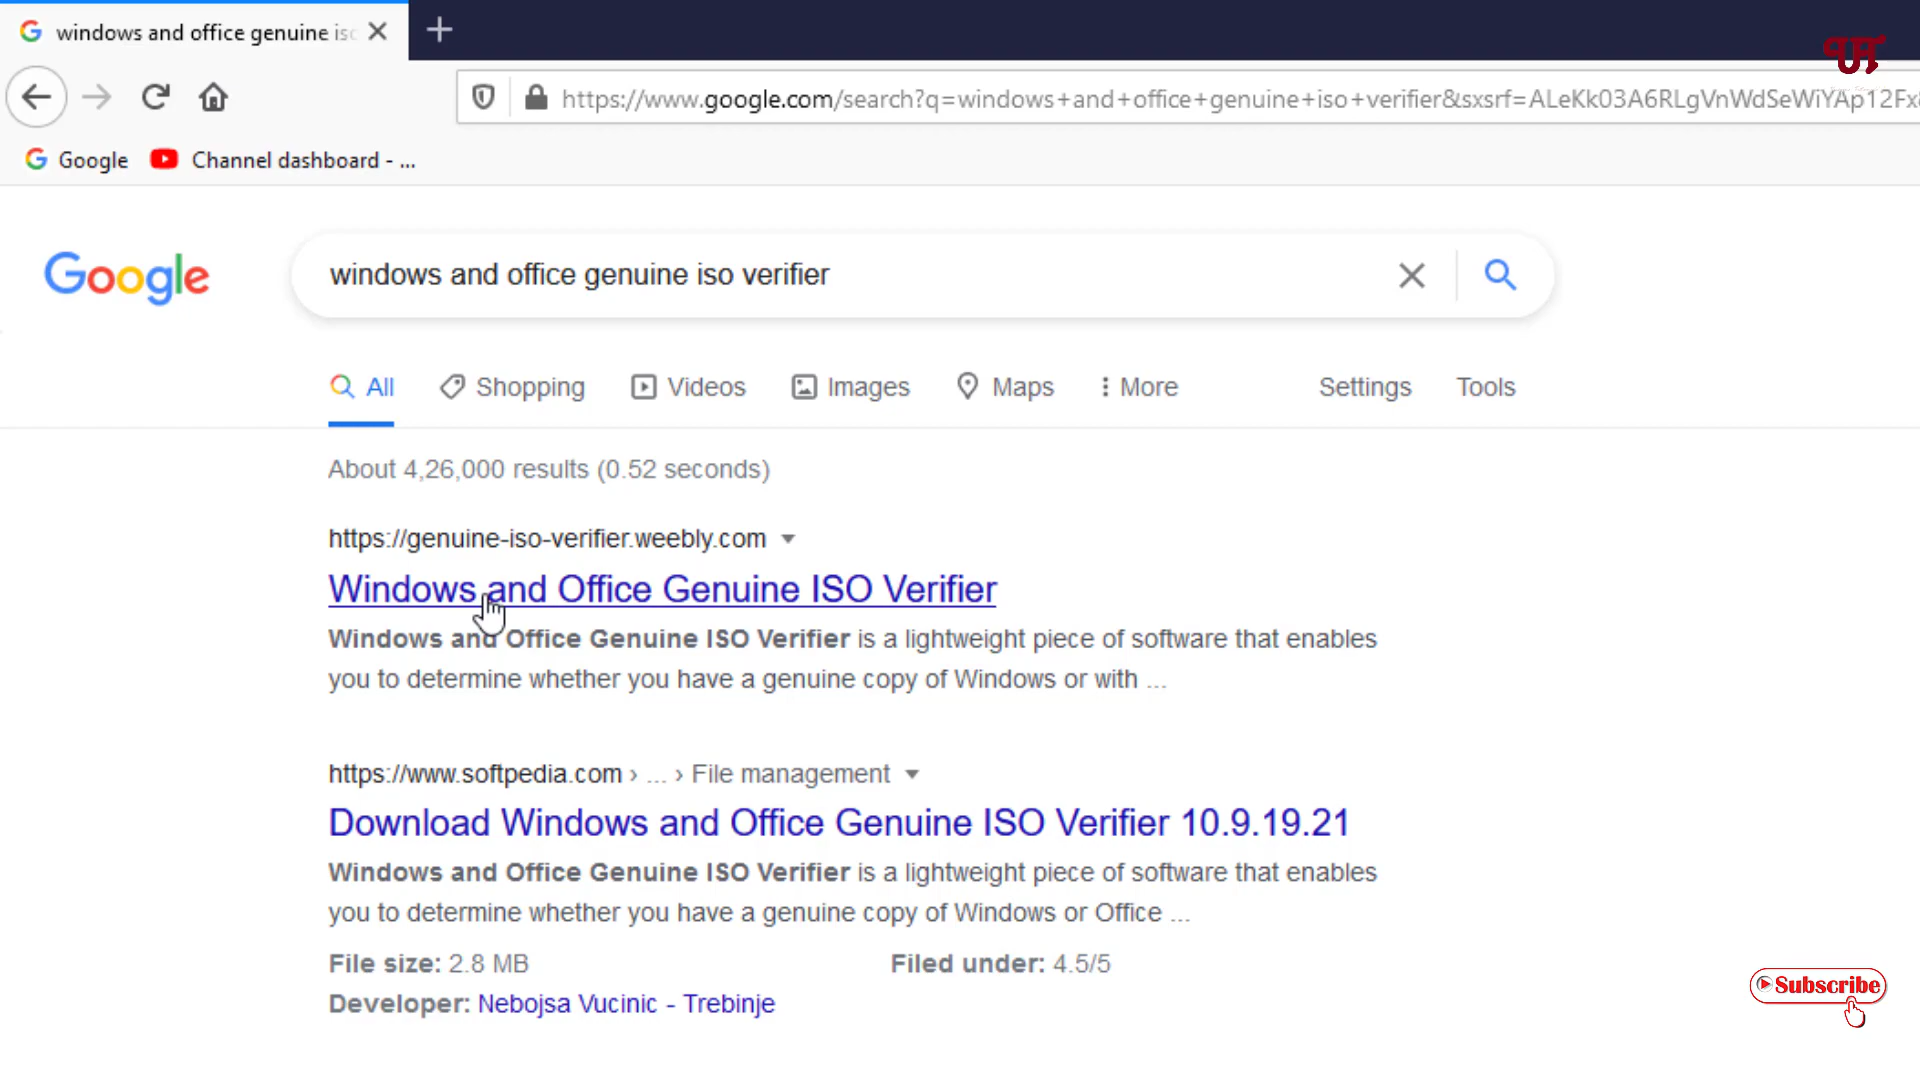 windows and office genuine is
https://www.google.com/search?q=windows+and+office+genuine+iso+verifier&sxsrf=ALeKk03A6RLgVnWdSeWiYAp12Fx
Google
Channel dashboard - ...
Google
windows and office genuine iso verifier
All
Shopping
Videos
Images
Maps
More
Settings
Tools
About 4,26,000 results (0.52 seconds)
https://genuine-iso-verifier.weebly.com
Windows and Office Genuine ISO Verifier
Windows and Office Genuine ISO Verifier is a lightweight piece of software that enables
you to determine whether you have a genuine copy of Windows or with ...
https://www.softpedia.com › ... › File management
Download Windows and Office Genuine ISO Verifier 10.9.19.21
Windows and Office Genuine ISO Verifier is a lightweight piece of software that enables
you to determine whether you have a genuine copy of Windows or Office ...
File size: 2.8 MB
Filed under: 4.5/5
Developer: Nebojsa Vucinic - Trebinje
Subscribe